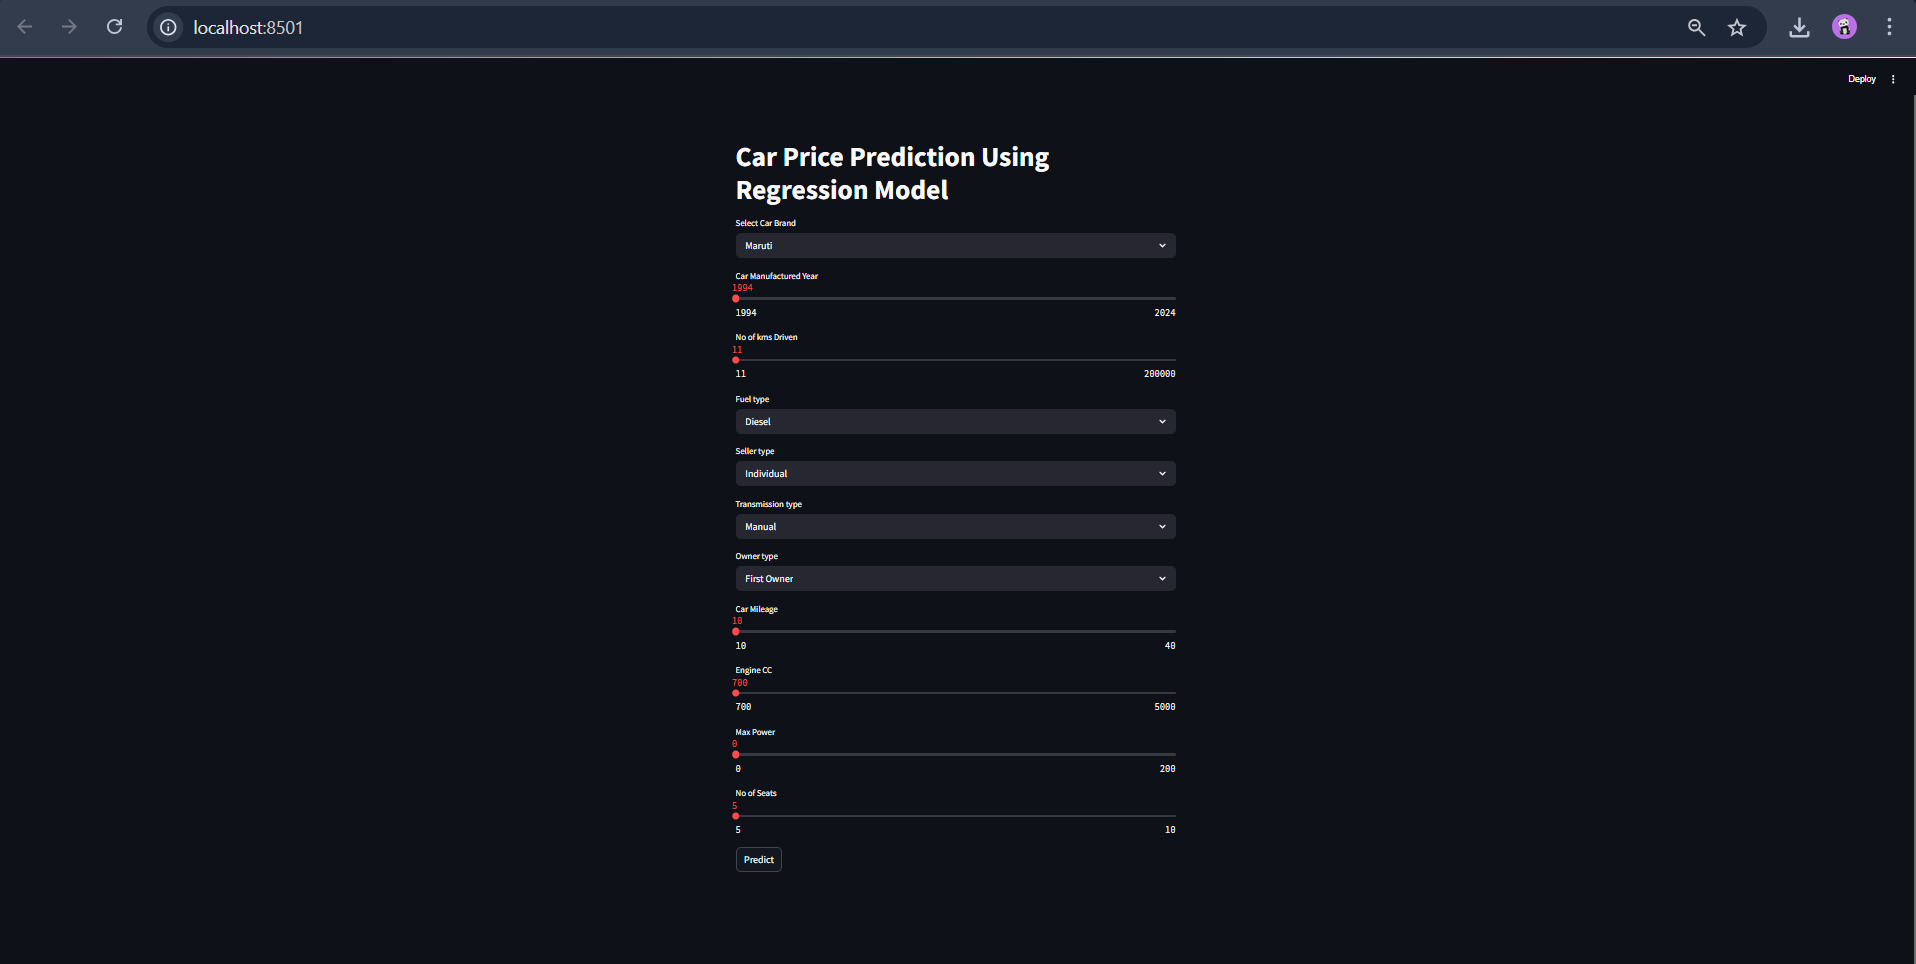 localhost:8501
Deploy
Car Price Prediction Using
Regression Model
Select Car Brand
Maruti
Car Manufactured Year
1994
1994 2024
No of kms Driven
11
11 200000
Fuel type
Diesel
Seller type
Individual
Transmission type
Manual
Owner type
First Owner
Car Mileage
10
10 40
Engine CC
700
700 5000
Max Power
0
0 200
No of Seats
5
5 10
Predict